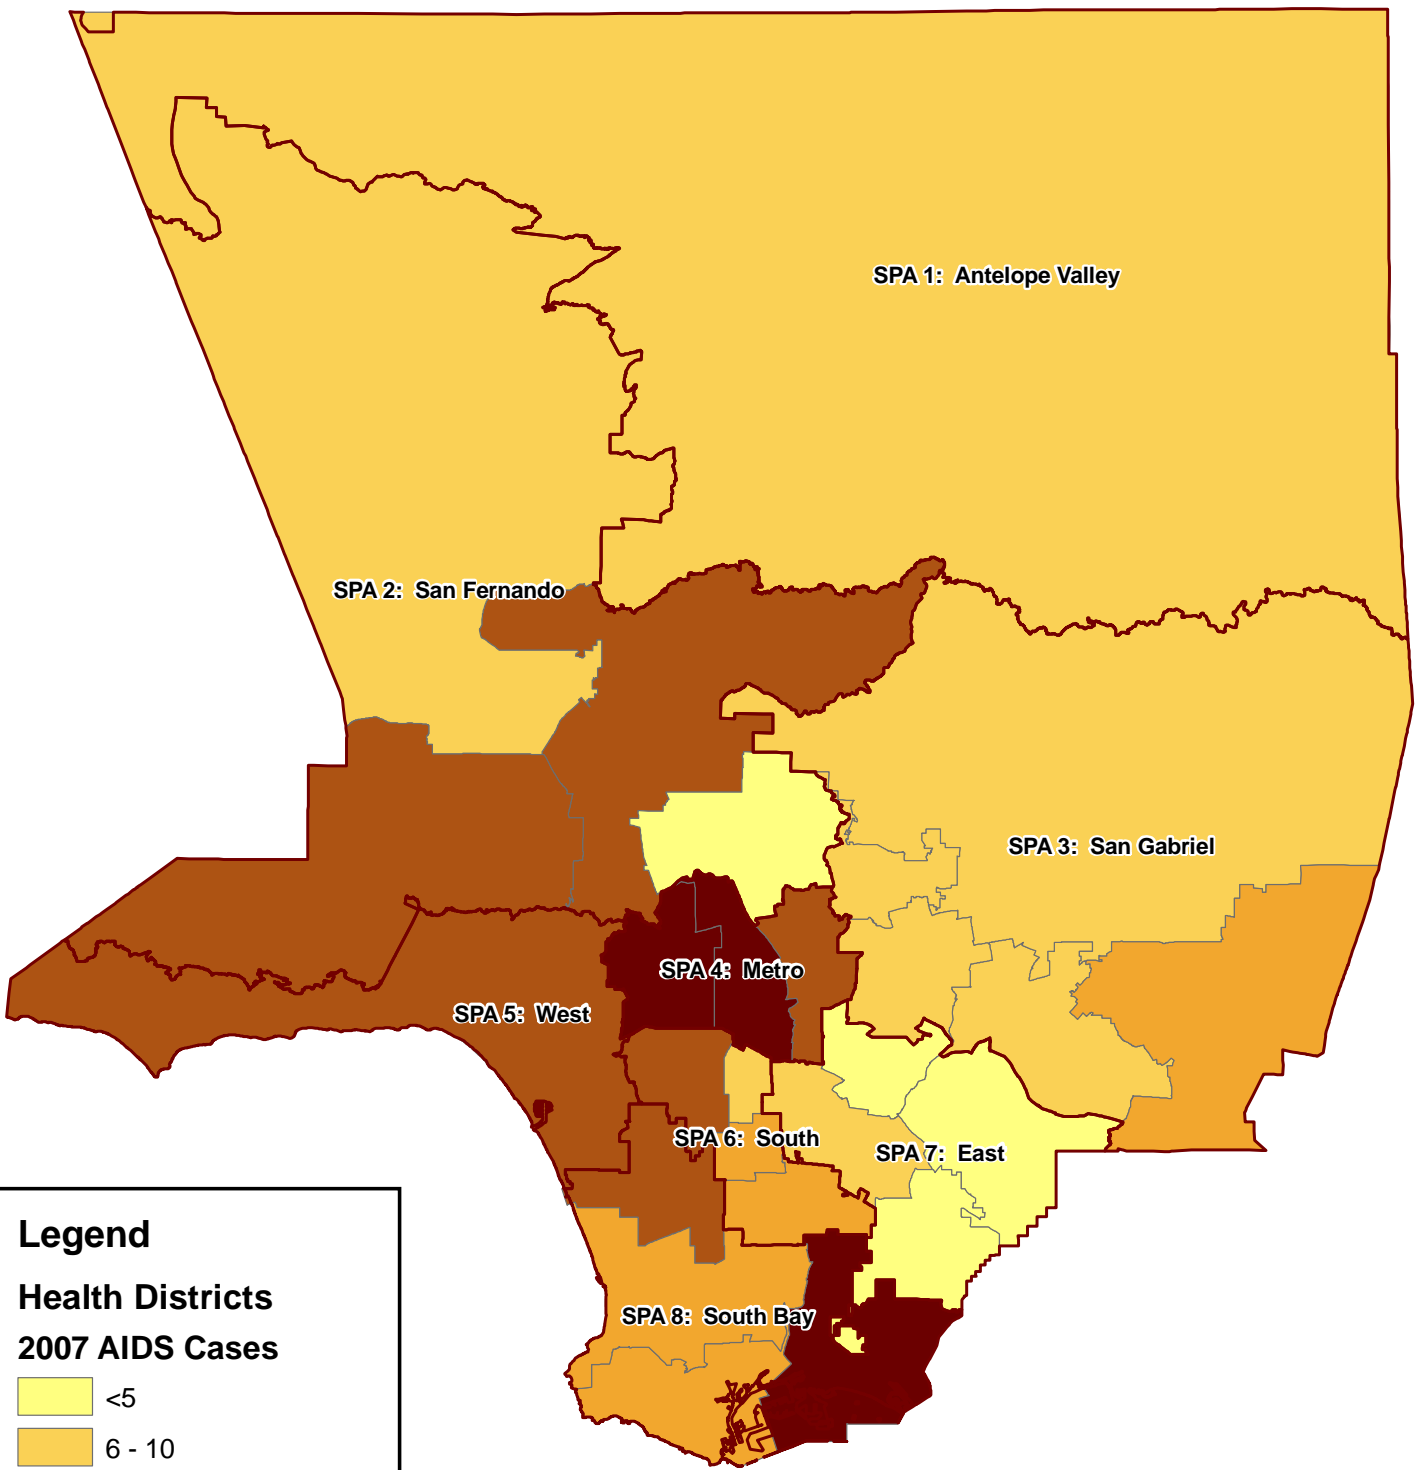 SPA 1: Antelope Valley
SPA 2: San Fernando
SPA 3: San Gabriel
SPA 4: Metro
SPA 5: West
SPA 6: South
SPA 7: East
SPA 8: South Bay
Legend
Health Districts
2007 AIDS Cases
<5
6 - 10